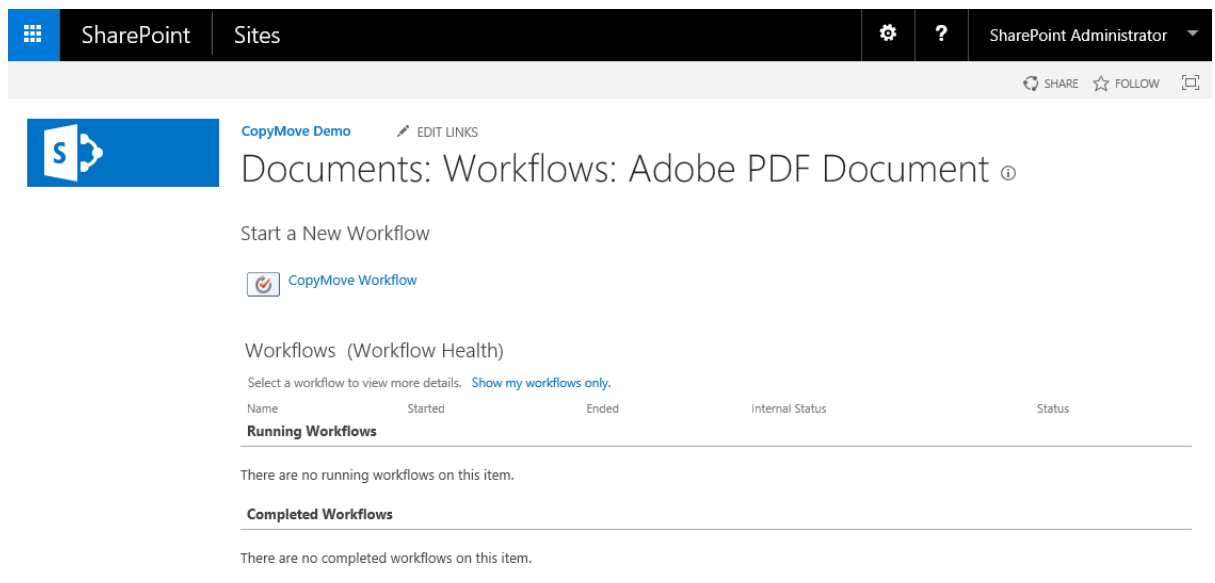 SharePoint Sites ? SharePoint Administrator
SHARE FOLLOW
S
CopyMove Demo EDIT LINKS
Documents: Workflows: Adobe PDF Document
Start a New Workflow
CopyMove Workflow
Workflows (Workflow Health)
Select a workflow to view more details. Show my workflows only.
Name Started Ended Internal Status Status
Running Workflows
There are no running workflows on this item.
Completed Workflows
There are no completed workflows on this item.